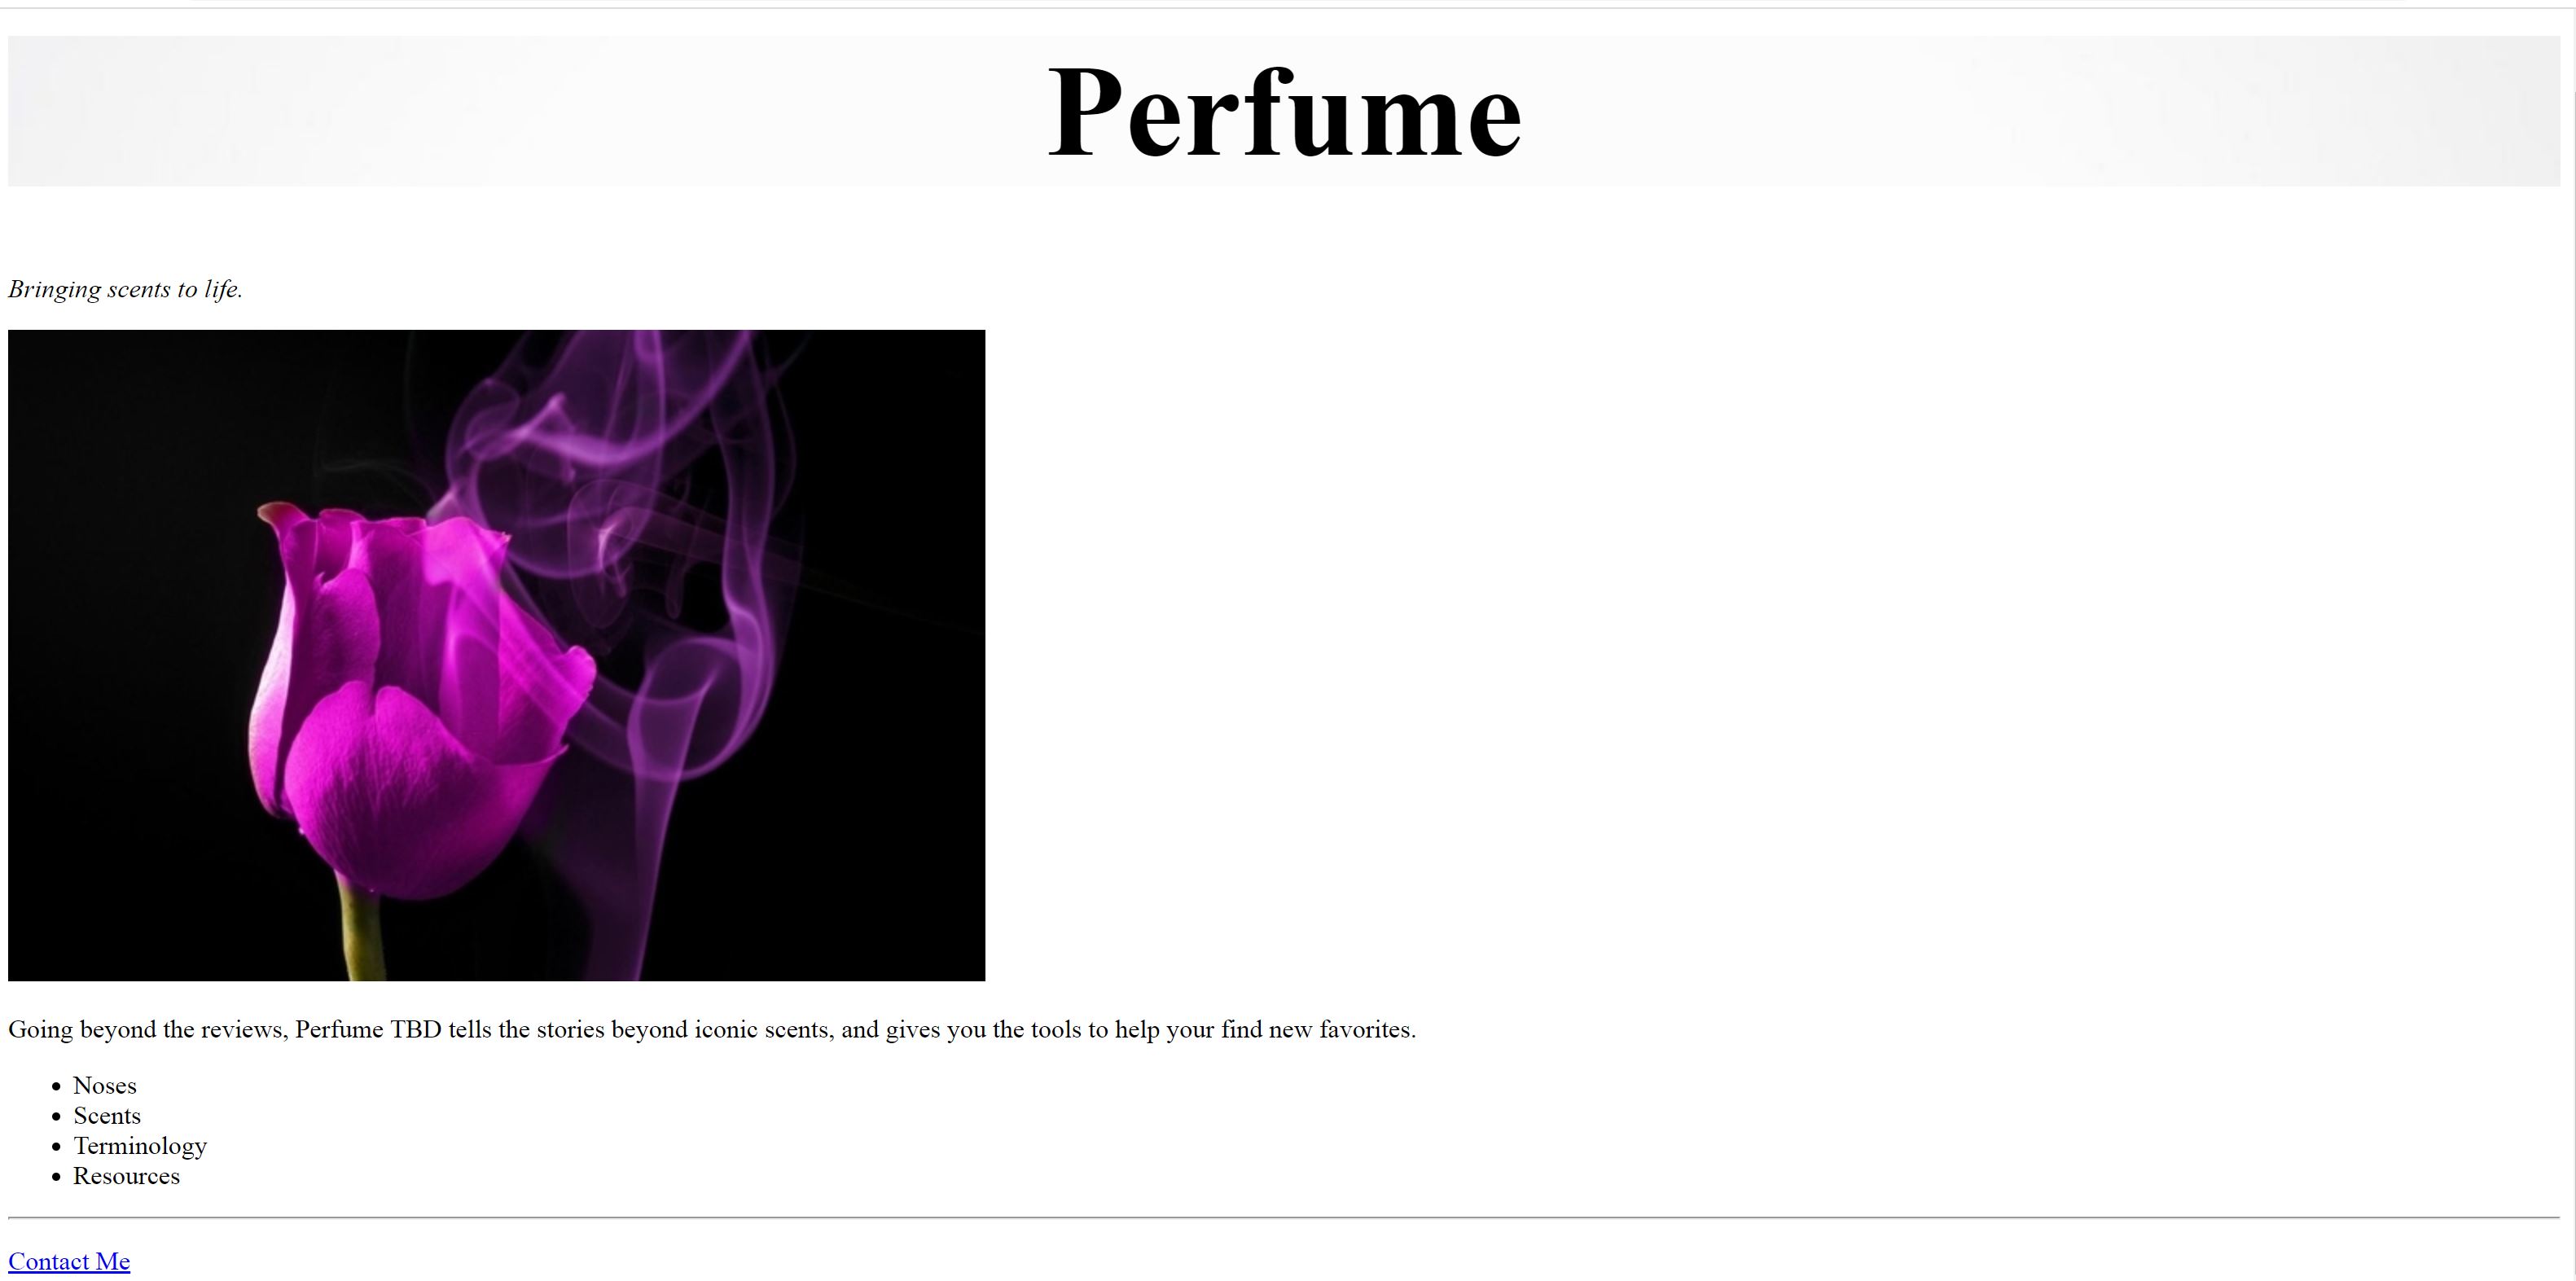 Perfume
Bringing scents to life.
Going beyond the reviews, Perfume TBD tells the stories beyond iconic scents, and gives you the tools to help your find new favorites.
• Noses
• Scents
• Terminology
• Resources
Contact Me